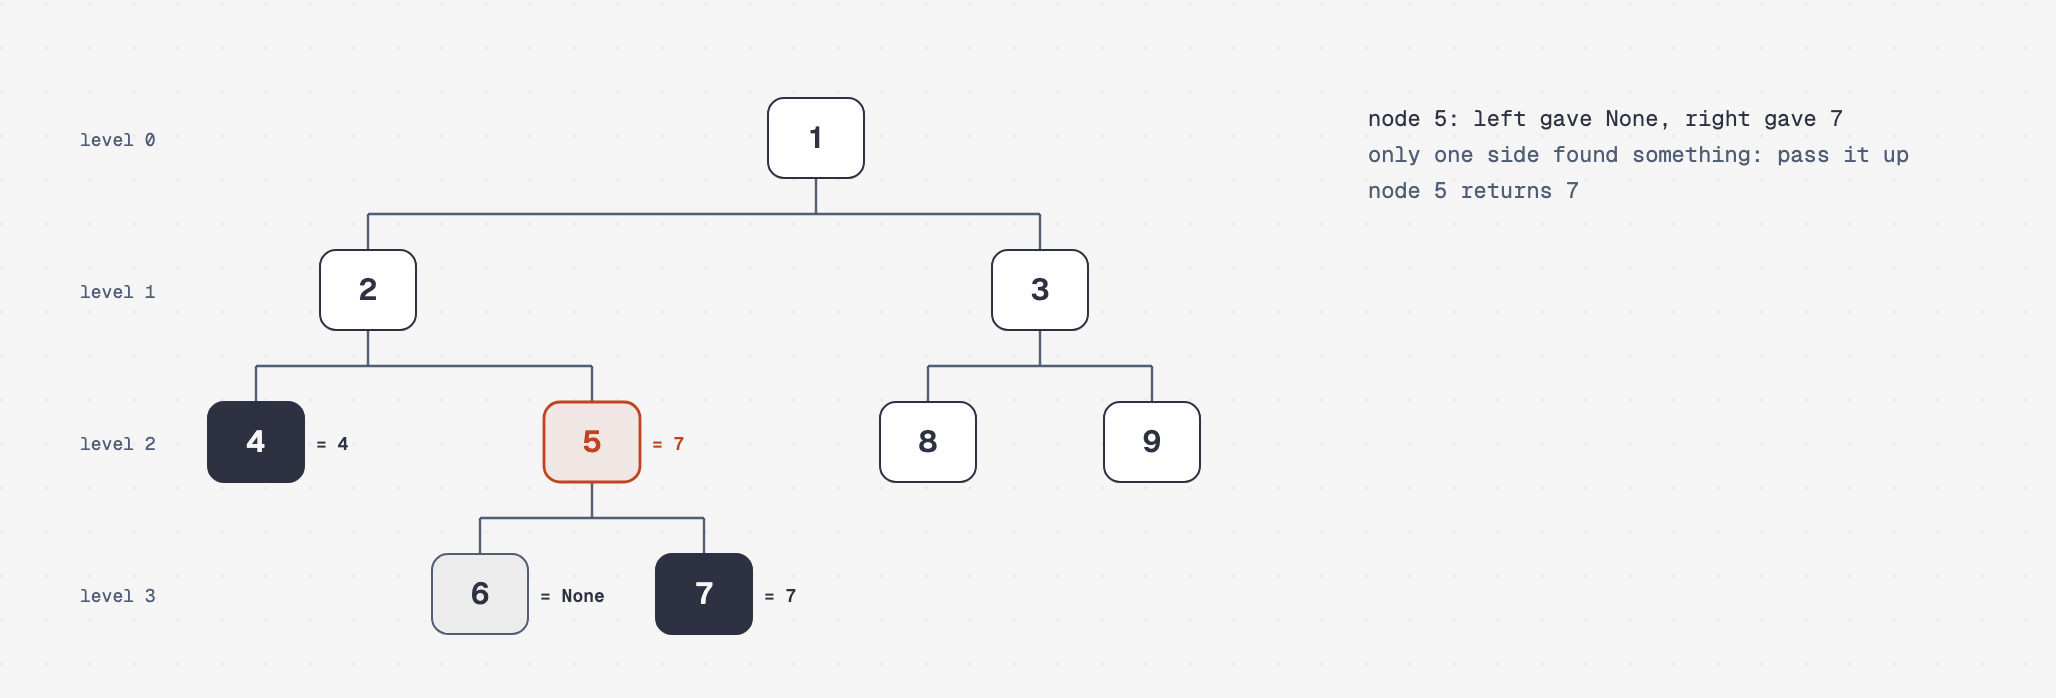 node 5: left gave None, right gave 7
only one side found something: pass it up
node 5 returns 7
level 0
1
level 1
2
3
level 2
4
= 4
5
= 7
8
9
level 3
6
= None
7
= 7